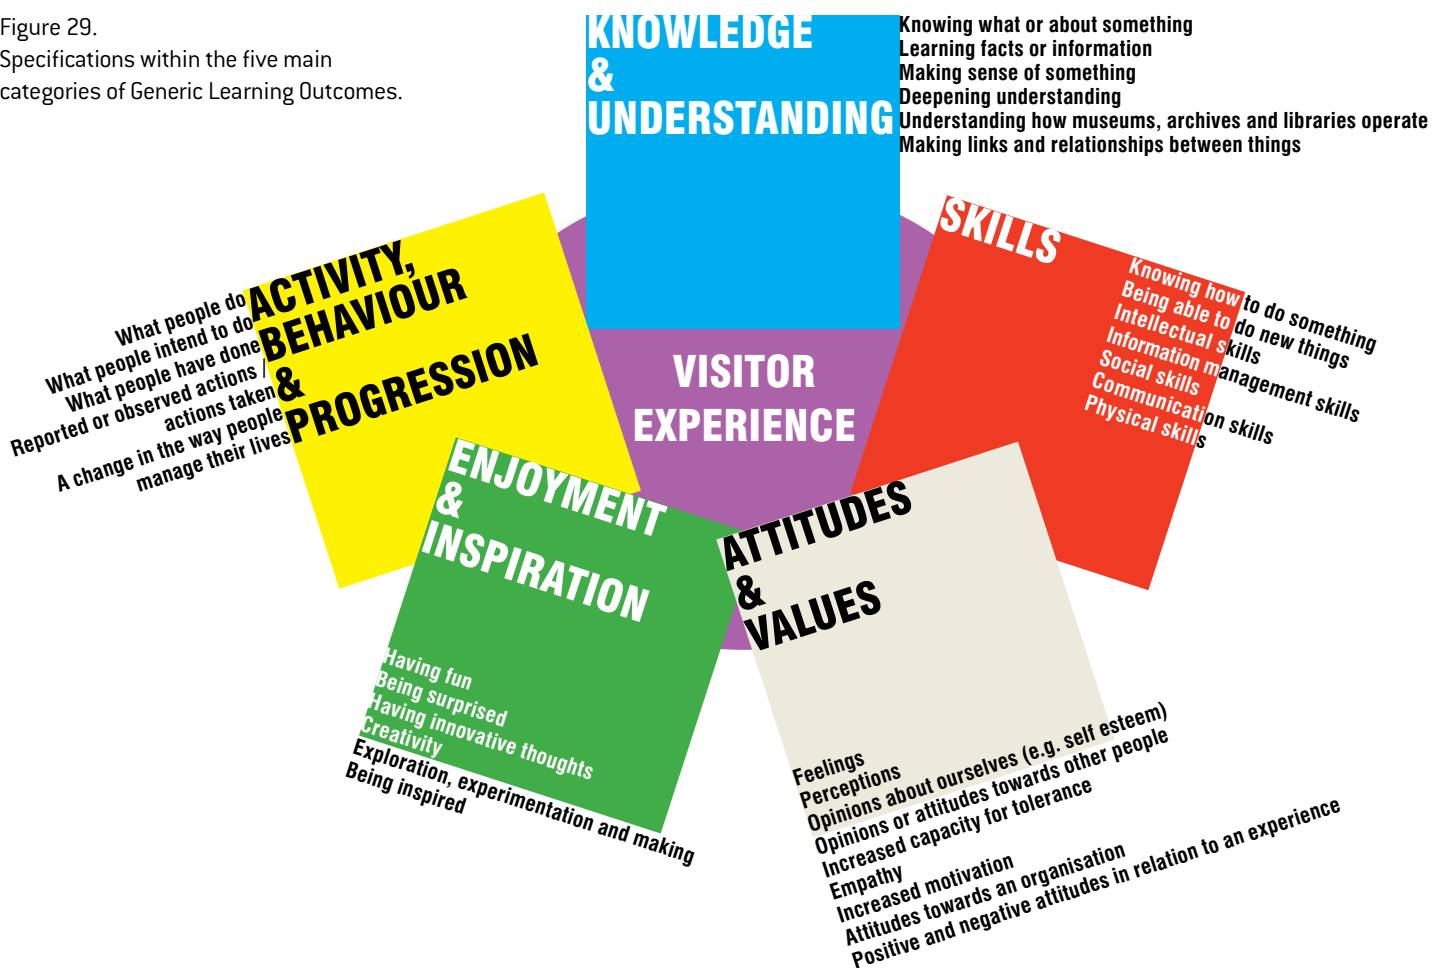 Figure 29.
Specifications within the five main
categories of Generic Learning Outcomes.
KNOWLEDGE
&
UNDERSTANDING
Knowing what or about something
Learning facts or information
Making sense of something
Deepening understanding
Understanding how museums, archives and libraries operate
Making links and relationships between things
SKILLS
Knowing how to do something
Being able to do new things
Intellectual skills
Information management skills
Social skills
Communication skills
Physical skills
ACTIVITY,
BEHAVIOUR
&
PROGRESSION
What people do
What people intend to do
What people have done
Reported or observed actions /
actions taken
A change in the way people
manage their lives
VISITOR
EXPERIENCE
ENJOYMENT
&
INSPIRATION
Having fun
Being surprised
Having innovative thoughts
Creativity
Exploration, experimentation and making
Being inspired
ATTITUDES
&
VALUES
Feelings
Perceptions
Opinions about ourselves (e.g. self esteem)
Opinions or attitudes towards other people
Increased capacity for tolerance
Empathy
Increased motivation
Attitudes towards an organisation
Positive and negative attitudes in relation to an experience